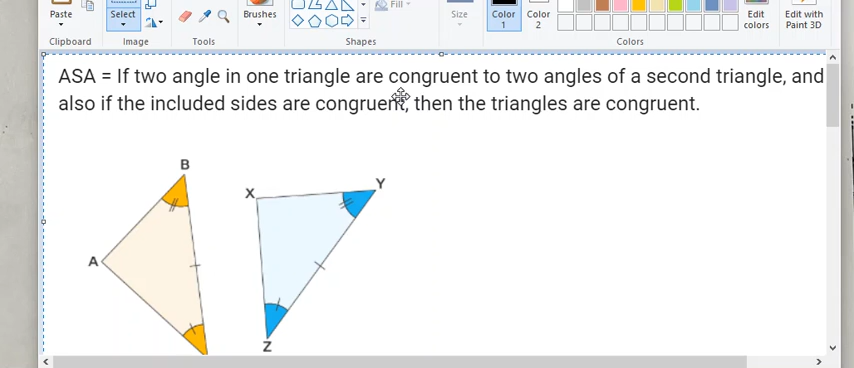 Paste
Select
Brushes
Fill
Size
Color 1
Color 2
Edit colors
Edit with Paint 3D
Clipboard
Image
Tools
Shapes
Colors
ASA = If two angle in one triangle are congruent to two angles of a second triangle, and
also if the included sides are congruent, then the triangles are congruent.
B
X
Y
A
Z